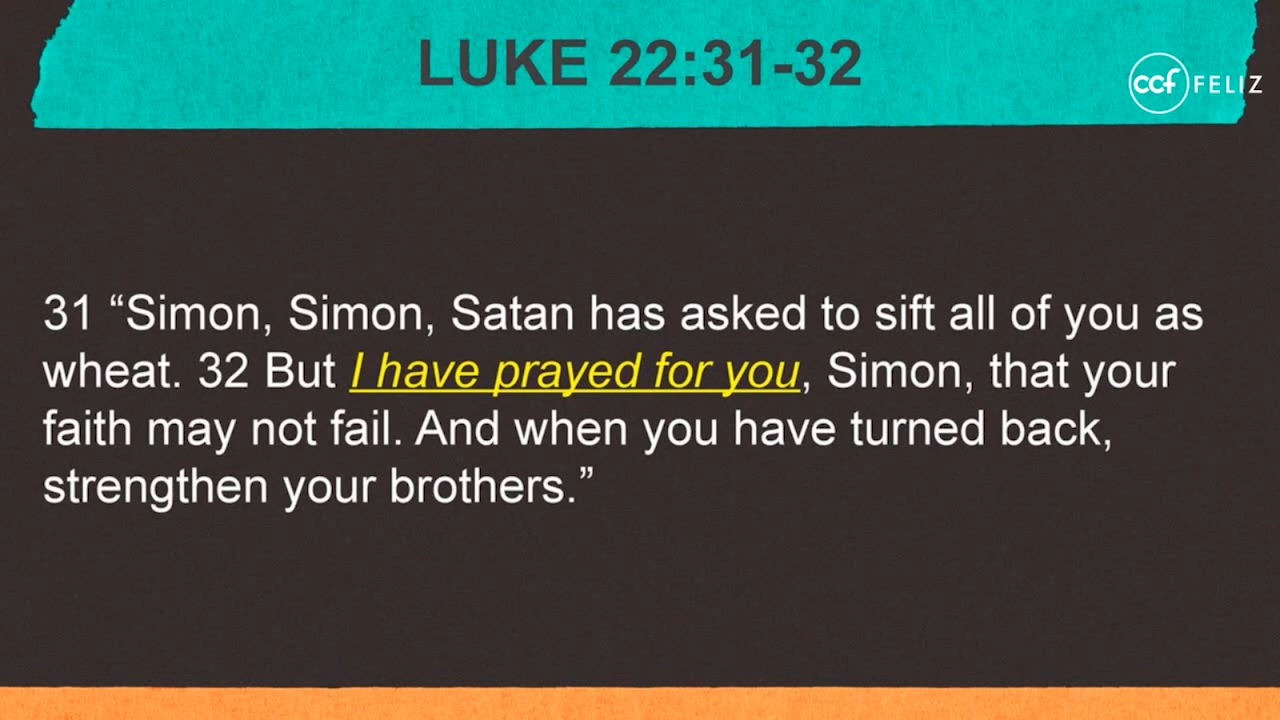 LUKE 22:31-32
ccf FELIZ
31 “Simon, Simon, Satan has asked to sift all of you as
wheat. 32 But I have prayed for you, Simon, that your
faith may not fail. And when you have turned back,
strengthen your brothers.”